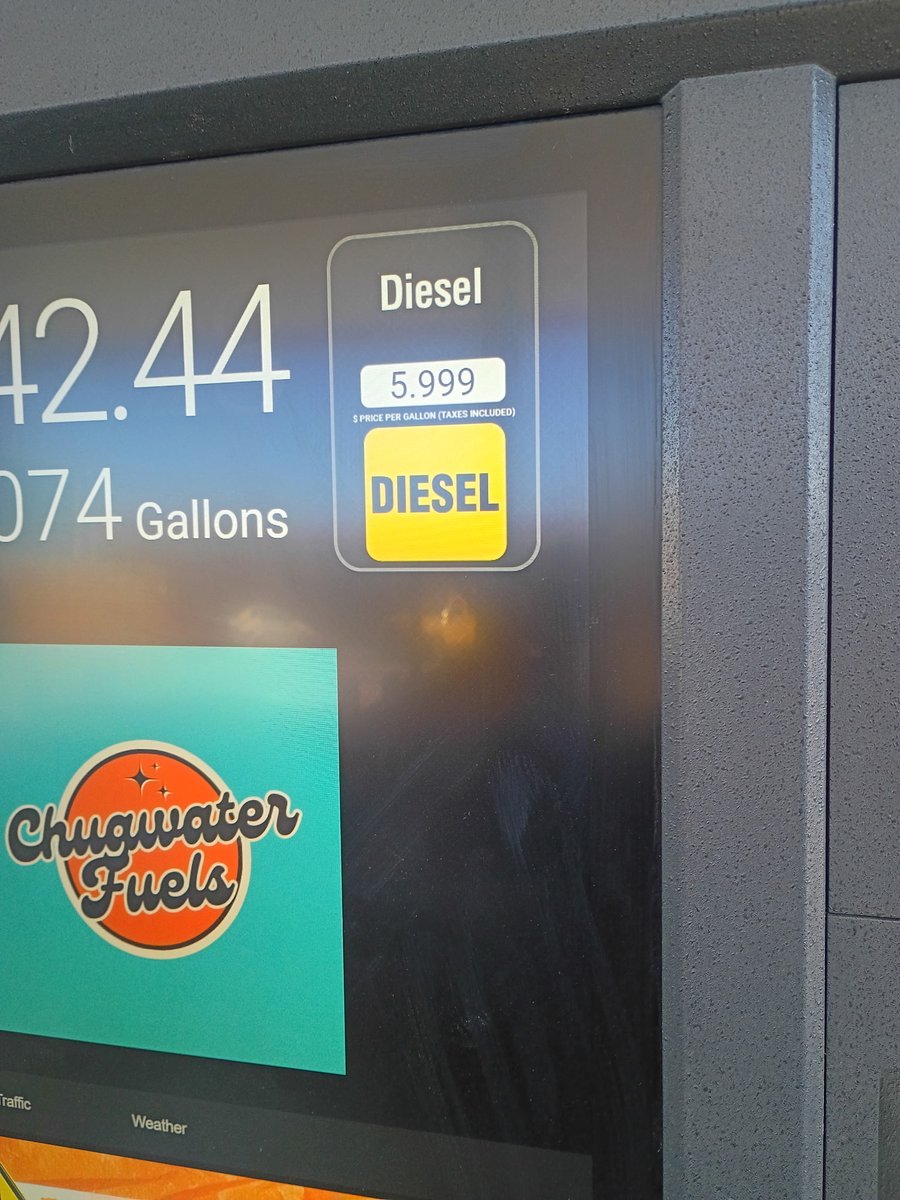 Diesel
42.44
5.999
$ PRICE PER GALLON (TAXES INCLUDED)
DIESEL
074 Gallons
Chugwater
Fuels
Traffic
Weather